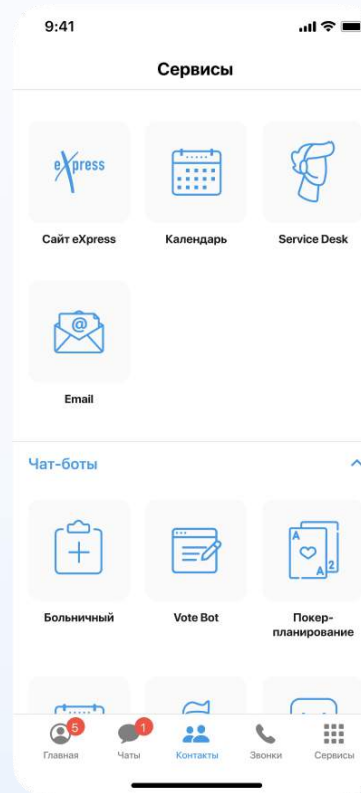 9:41
Сервисы
eXpress
Сайт eXpress
Календарь
Service Desk
@
Email
Чат-боты
A
A
2
Больничный
Vote Bot
Покер-
планирование
5
1
Главная
Чаты
Контакты
Звонки
Сервисы